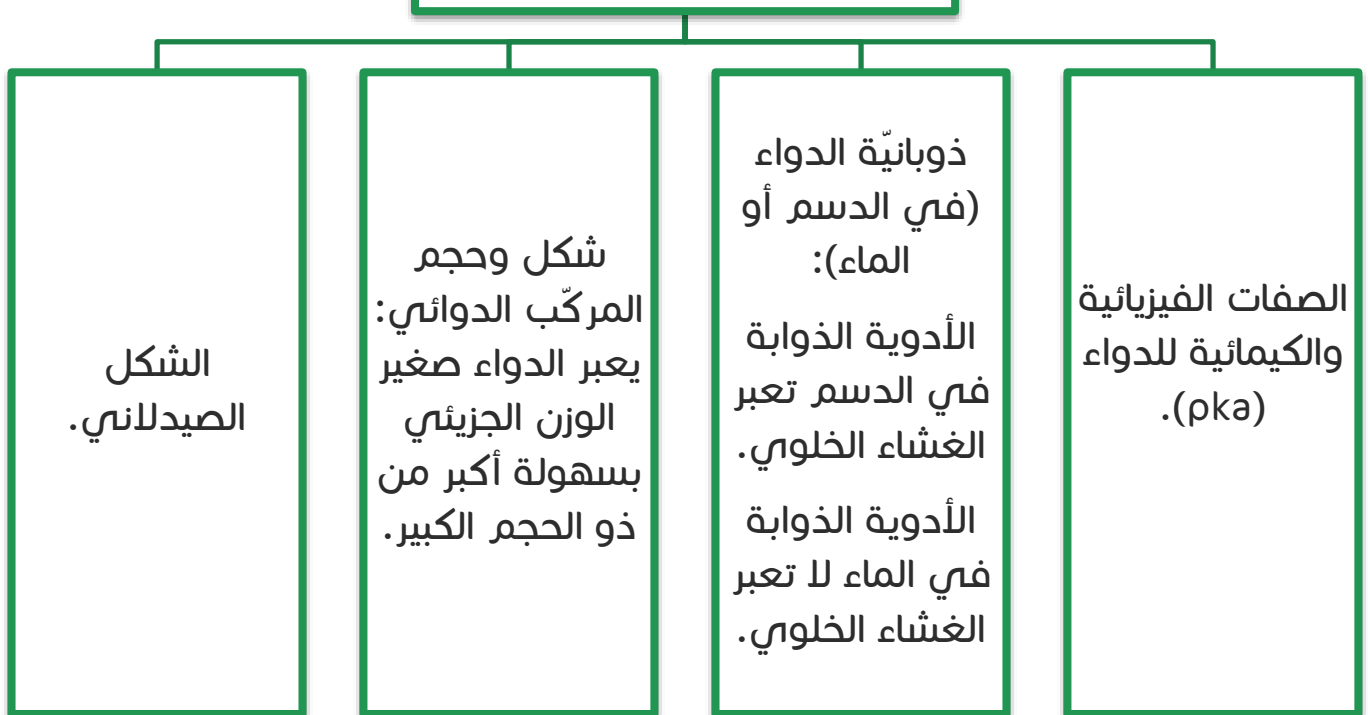 الصفات الفيزيائية
والكيمائية للدواء
(pka).
ذوبانيّة الدواء
(في الدسم أو
الماء):
الأدوية الذوابة
في الدسم تعبر
الغشاء الخلوي.
الأدوية الذوابة
في الماء لا تعبر
الغشاء الخلوي.
شكل وحجم
المركّب الدوائي:
يعبر الدواء صغير
الوزن الجزيئي
بسهولة أكبر من
ذو الحجم الكبير.
الشكل
الصيدلاني.